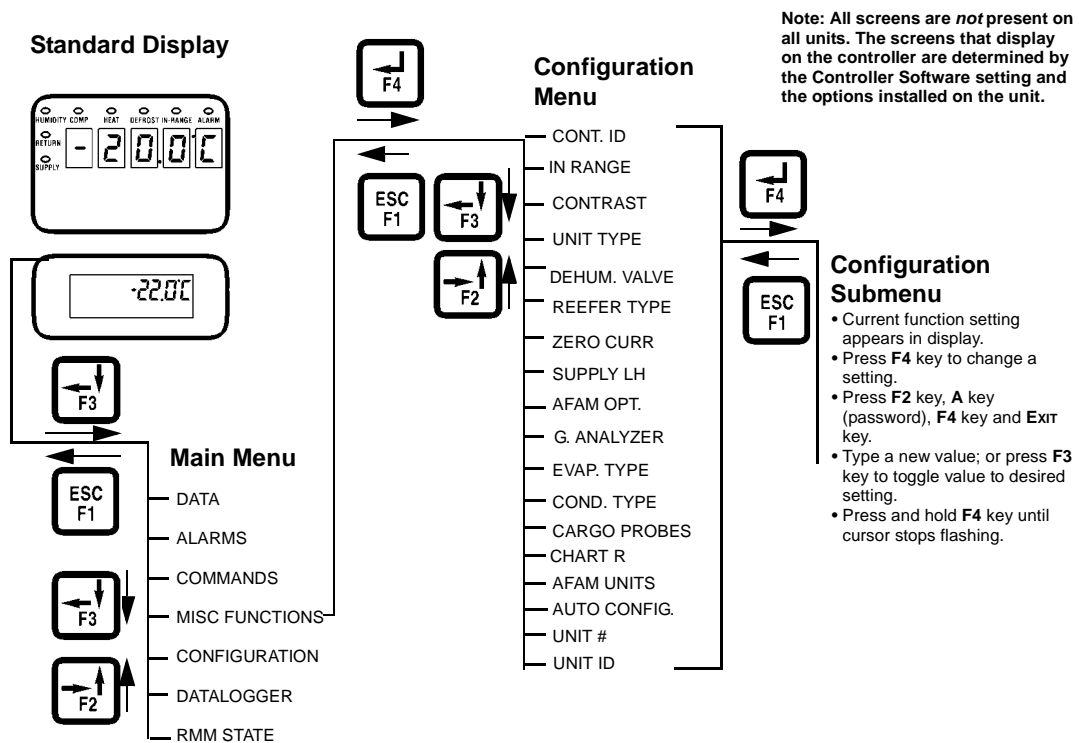 Note: All screens are not present on
all units. The screens that display
on the controller are determined by
the Controller Software setting and
the options installed on the unit.
Standard Display
HUMIDITY COMP HEAT DEFROST IN-RANGE ALARM
RETURN
SUPPLY
-20.0°C
-22.0°C
F3
ESC
F1
Main Menu
DATA
ALARMS
COMMANDS
MISC FUNCTIONS
CONFIGURATION
DATALOGGER
RMM STATE
F3
F2
F4
ESC
F1
F3
F2
Configuration
Menu
CONT. ID
IN RANGE
CONTRAST
UNIT TYPE
DEHUM. VALVE
REEFER TYPE
ZERO CURR
SUPPLY LH
AFAM OPT.
G. ANALYZER
EVAP. TYPE
COND. TYPE
CARGO PROBES
CHART R
AFAM UNITS
AUTO CONFIG.
UNIT #
UNIT ID
F4
ESC
F1
Configuration
Submenu
• Current function setting
appears in display.
• Press F4 key to change a
setting.
• Press F2 key, A key
(password), F4 key and EXIT
key.
• Type a new value; or press F3
key to toggle value to desired
setting.
• Press and hold F4 key until
cursor stops flashing.